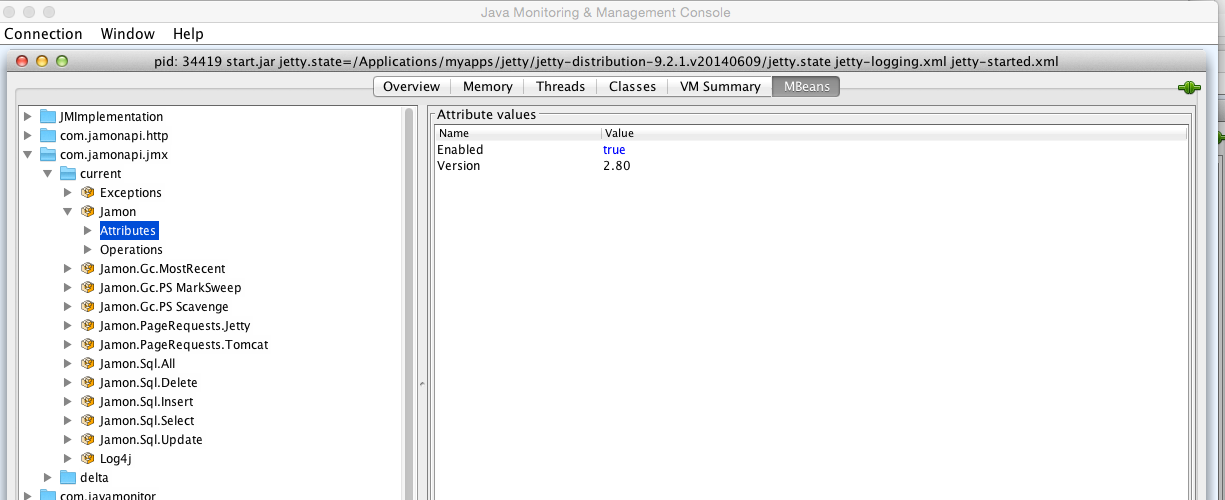 Java Monitoring & Management Console
Connection Window Help
pid: 34419 start.jar jetty.state=/Applications/myapps/jetty/jetty-distribution-9.2.1.v20140609/jetty.state jetty-logging.xml jetty-started.xml
Overview Memory Threads Classes VM Summary MBeans
JMImplementation
com.jamonapi.http
com.jamonapi.jmx
current
Exceptions
Jamon
Attributes
Operations
Jamon.Gc.MostRecent
Jamon.Gc.PS MarkSweep
Jamon.Gc.PS Scavenge
Jamon.PageRequests.Jetty
Jamon.PageRequests.Tomcat
Jamon.Sql.All
Jamon.Sql.Delete
Jamon.Sql.Insert
Jamon.Sql.Select
Jamon.Sql.Update
Log4j
delta
com.javamonitor
Attribute values
Name Value
Enabled true
Version 2.80